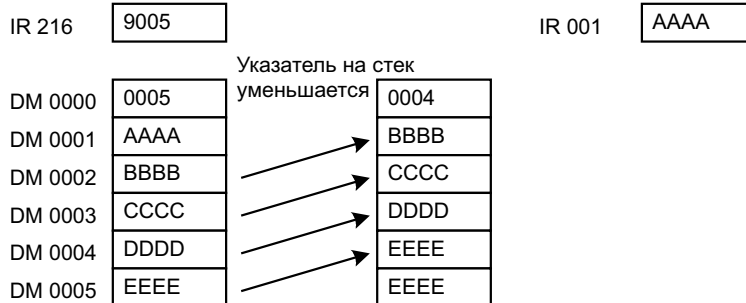 IR 216 9005 IR 001 AAAA
Указатель на стек
уменьшается
DM 0000 0005 0004
DM 0001 AAAA BBBB
DM 0002 BBBB CCCC
DM 0003 CCCC DDDD
DM 0004 DDDD EEEE
DM 0005 EEEE EEEE